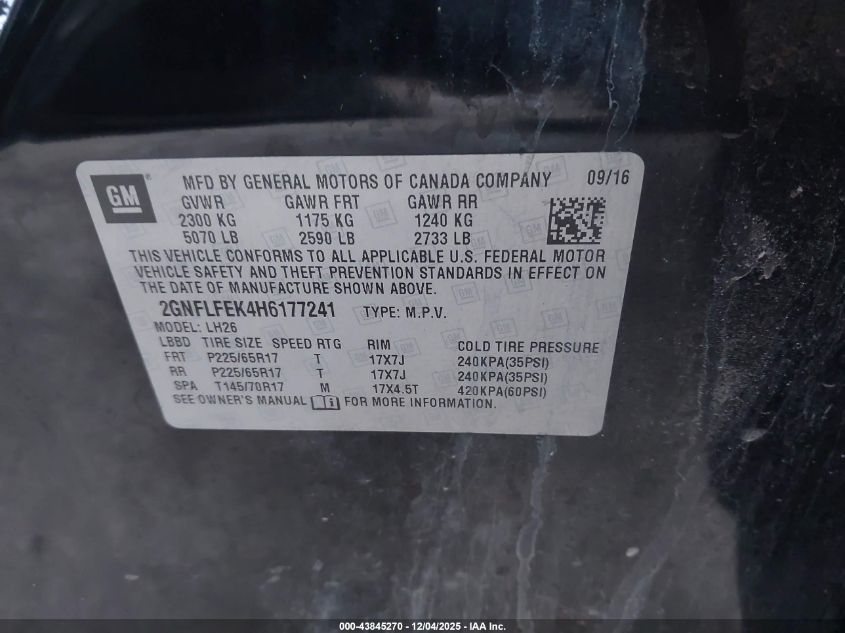 GM ® MFD BY GENERAL MOTORS OF CANADA COMPANY 09/16
GVWR GAWR FRT GAWR RR
2300 KG 1175 KG 1240 KG
5070 LB 2590 LB 2733 LB
THIS VEHICLE CONFORMS TO ALL APPLICABLE U.S. FEDERAL MOTOR
VEHICLE SAFETY AND THEFT PREVENTION STANDARDS IN EFFECT ON
THE DATE OF MANUFACTURE SHOWN ABOVE.
2GNFLFEK4H6177241 TYPE: M.P.V.
MODEL: LH26
LBBD TIRE SIZE SPEED RTG RIM COLD TIRE PRESSURE
FRT P225/65R17 T 17X7J 240KPA(35PSI)
RR P225/65R17 T 17X7J 240KPA(35PSI)
SPA T145/70R17 M 17X4.5T 420KPA(60PSI)
SEE OWNER'S MANUAL FOR MORE INFORMATION.
000-43845270 - 12/04/2025 - IAA Inc.